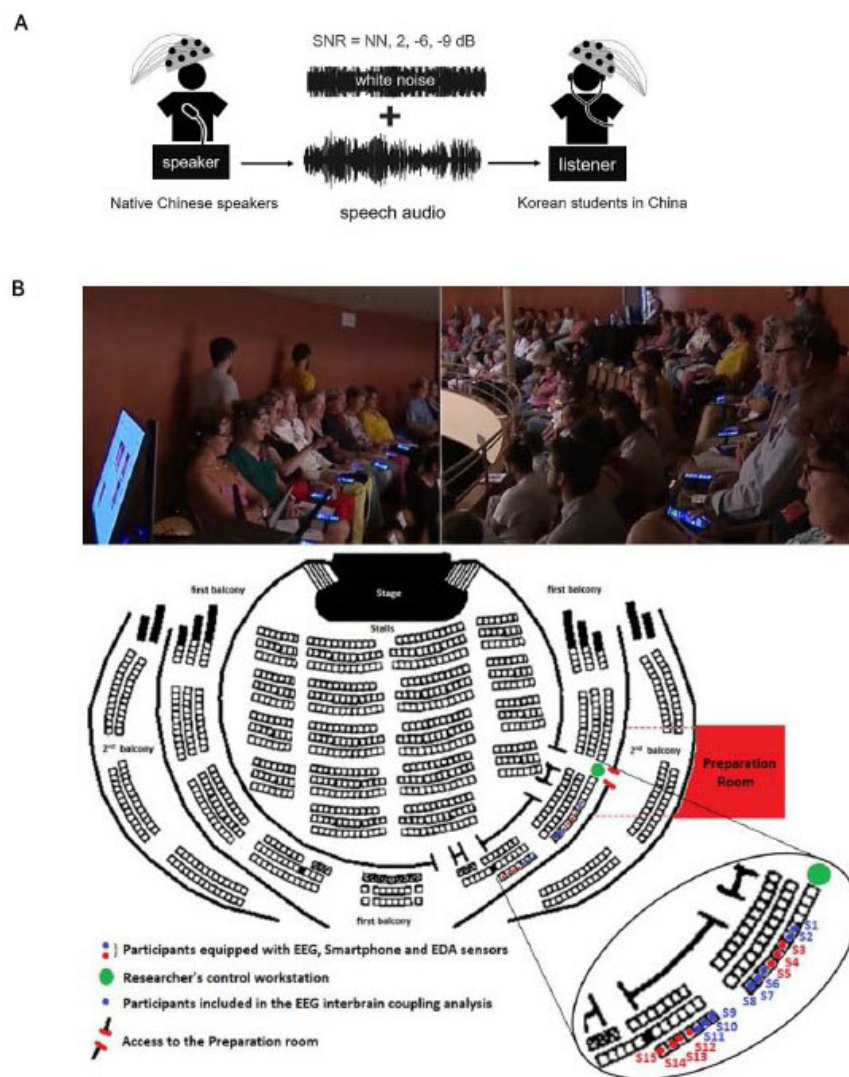 A
SNR = NN, 2, -6, -9 dB
white noise
+
speaker
listener
Native Chinese speakers
speech audio
Korean students in China
B
first balcony
Stage
first balcony
Stalls
2nd balcony
2nd balcony
Preparation
Room
first balcony
S1
S2
S3
S4
S5
S6
S7
S8
S9
S10
S11
S12
S13
S14
S15
Participants equipped with EEG, Smartphone and EDA sensors
Researcher's control workstation
Participants included in the EEG interbrain coupling analysis
Access to the Preparation room